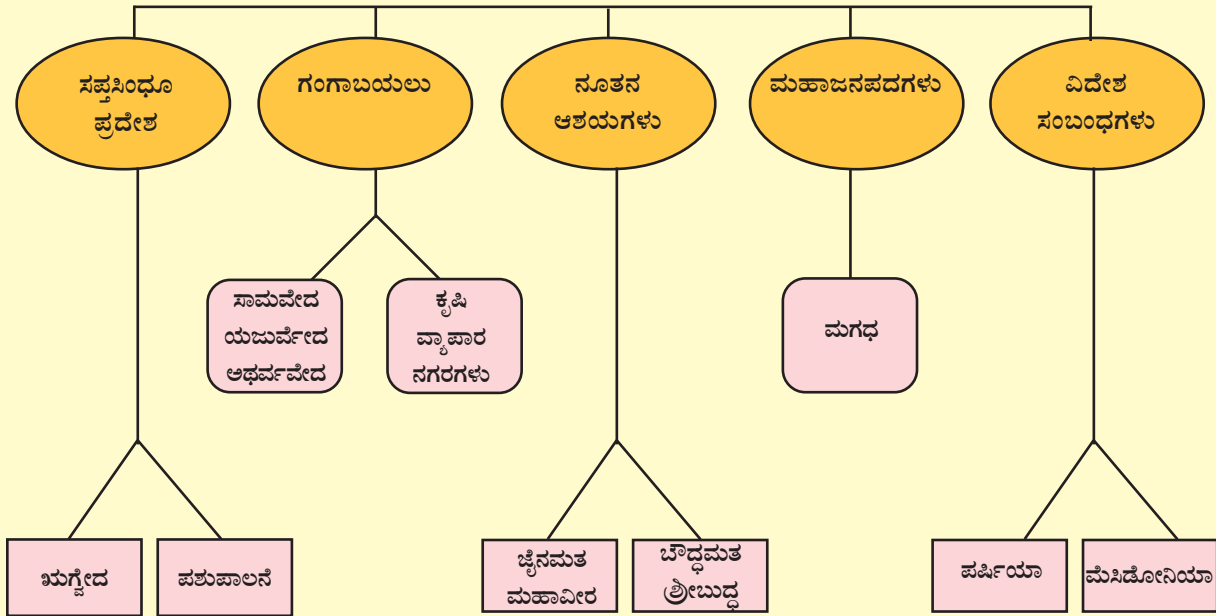 ಸಪ್ತಸಿಂಧೂ
ಪ್ರದೇಶ
ಗಂಗಾಬಯಲು
ನೂತನ
ಆಶಯಗಳು
ಮಹಾಜನಪದಗಳು
ವಿದೇಶ
ಸಂಬಂಧಗಳು
ಸಾಮವೇದ
ಯಜುರ್ವೇದ
ಅಥರ್ವವೇದ
ಕೃಷಿ
ವ್ಯಾಪಾರ
ನಗರಗಳು
ಮಗಧ
ಋಗ್ವೇದ
ಪಶುಪಾಲನೆ
ಜೈನಮತ
ಮಹಾವೀರ
ಬೌದ್ಧಮತ
ಶ್ರೀಬುದ್ಧ
ಪರ್ಷಿಯಾ
ಮೆಸಿಡೋನಿಯಾ